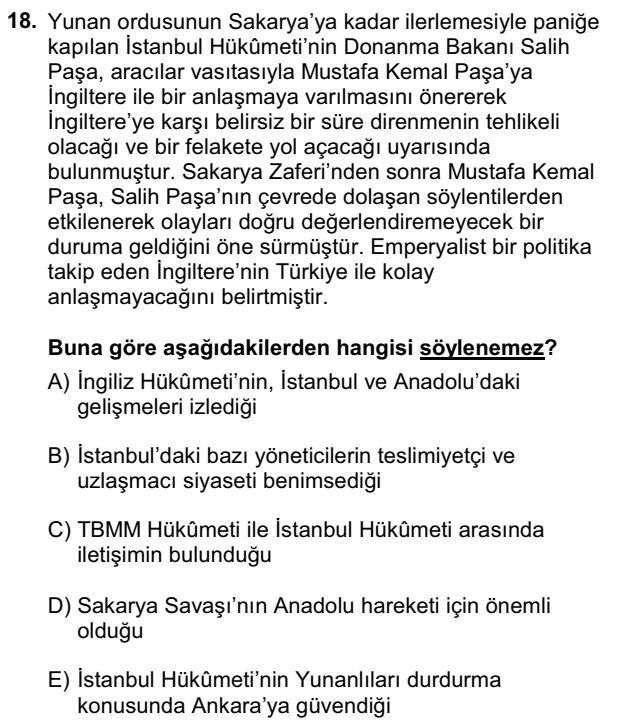 18. Yunan ordusunun Sakarya’ya kadar ilerlemesiyle paniğe
kapılan İstanbul Hükûmeti’nin Donanma Bakanı Salih
Paşa, aracılar vasıtasıyla Mustafa Kemal Paşa’ya
İngiltere ile bir anlaşmaya varılmasını önererek
İngiltere’ye karşı belirsiz bir süre direnmenin tehlikeli
olacağı ve bir felakete yol açacağı uyarısında
bulunmuştur. Sakarya Zaferi’nden sonra Mustafa Kemal
Paşa, Salih Paşa’nın çevrede dolaşan söylentilerden
etkilenerek olayları doğru değerlendiremeyecek bir
duruma geldiğini öne sürmüştür. Emperyalist bir politika
takip eden İngiltere’nin Türkiye ile kolay
anlaşmayacağını belirtmiştir.
Buna göre aşağıdakilerden hangisi söylenemez?
A) İngiliz Hükûmeti’nin, İstanbul ve Anadolu’daki
gelişmeleri izlediği
B) İstanbul’daki bazı yöneticilerin teslimiyetçi ve
uzlaşmacı siyaseti benimsediği
C) TBMM Hükûmeti ile İstanbul Hükûmeti arasında
iletişimin bulunduğu
D) Sakarya Savaşı’nın Anadolu hareketi için önemli
olduğu
E) İstanbul Hükûmeti’nin Yunanlıları durdurma
konusunda Ankara’ya güvendiği